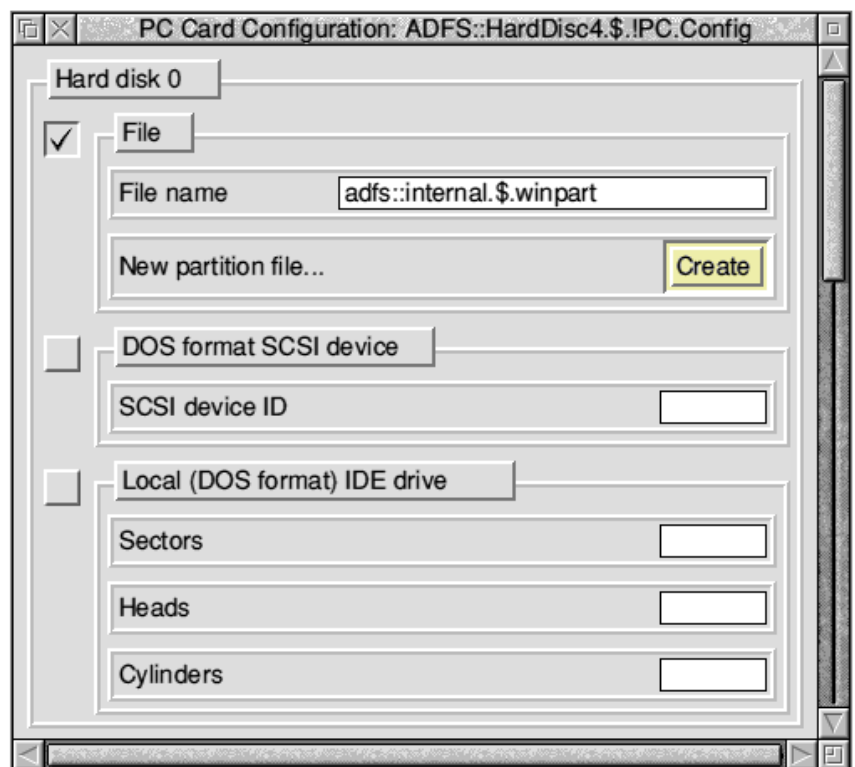 PC Card Configuration: ADFS::HardDisc4.$.!PC.Config
Hard disk 0
File
File name adfs::internal.$.winpart
New partition file... Create
DOS format SCSI device
SCSI device ID
Local (DOS format) IDE drive
Sectors
Heads
Cylinders